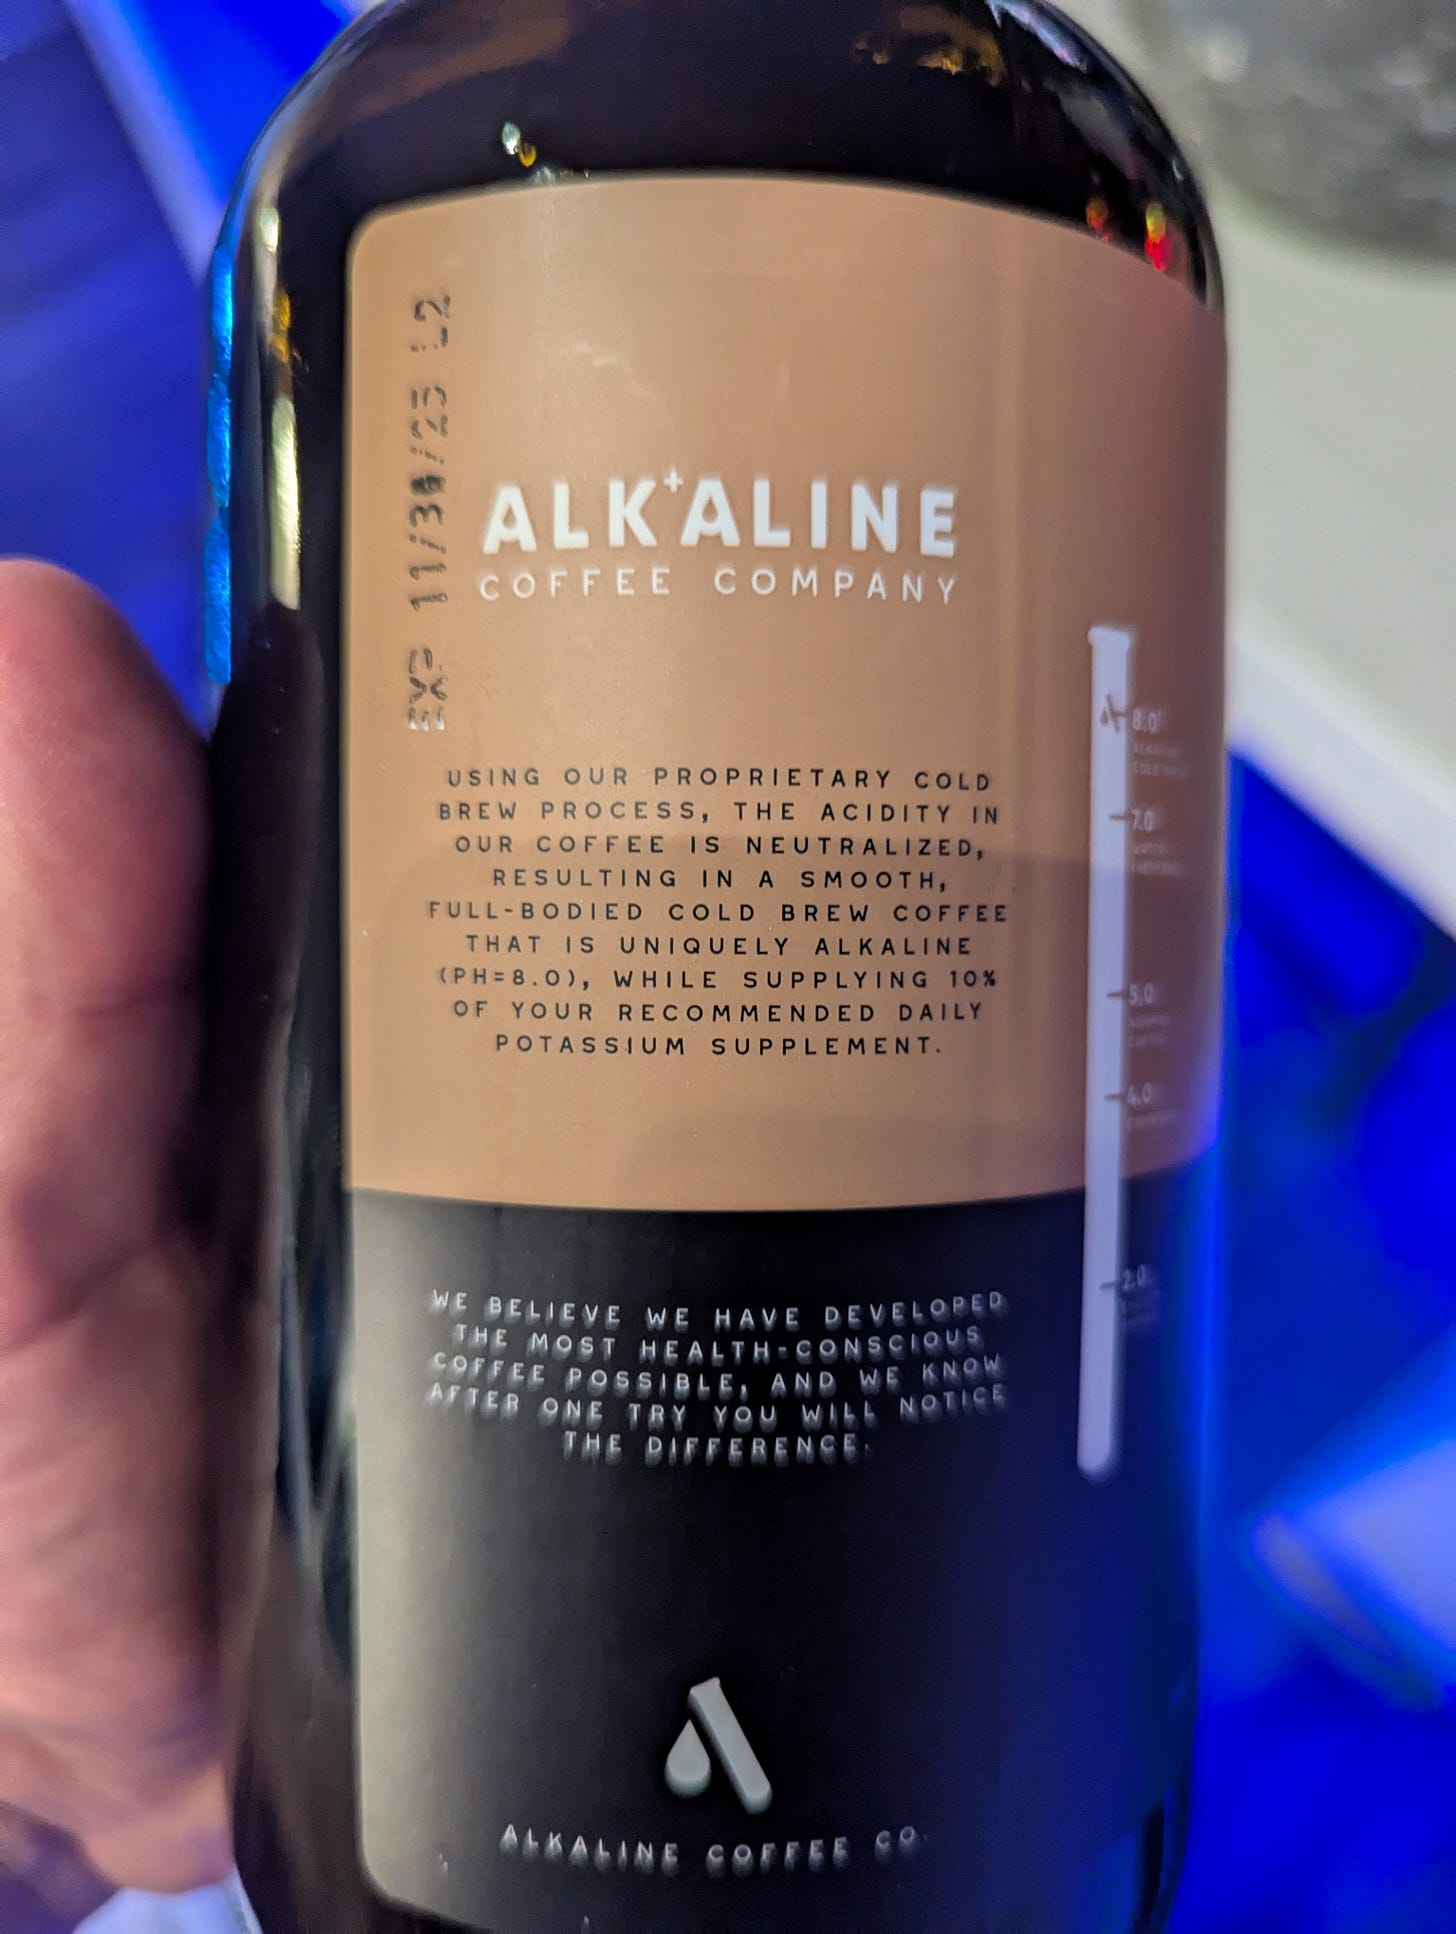 EXP 11/30/23 L2
ALK+ALINE
COFFEE COMPANY
USING OUR PROPRIETARY COLD
BREW PROCESS, THE ACIDITY IN
OUR COFFEE IS NEUTRALIZED,
RESULTING IN A SMOOTH,
FULL-BODIED COLD BREW COFFEE
THAT IS UNIQUELY ALKALINE
(PH=8.0), WHILE SUPPLYING 10%
OF YOUR RECOMMENDED DAILY
POTASSIUM SUPPLEMENT.
8.0
7.0
5.0
4.0
2.0
WE BELIEVE WE HAVE DEVELOPED
THE MOST HEALTH-CONSCIOUS
COFFEE POSSIBLE, AND WE KNOW
AFTER ONE TRY YOU WILL NOTICE
THE DIFFERENCE.
ALKALINE COFFEE CO.